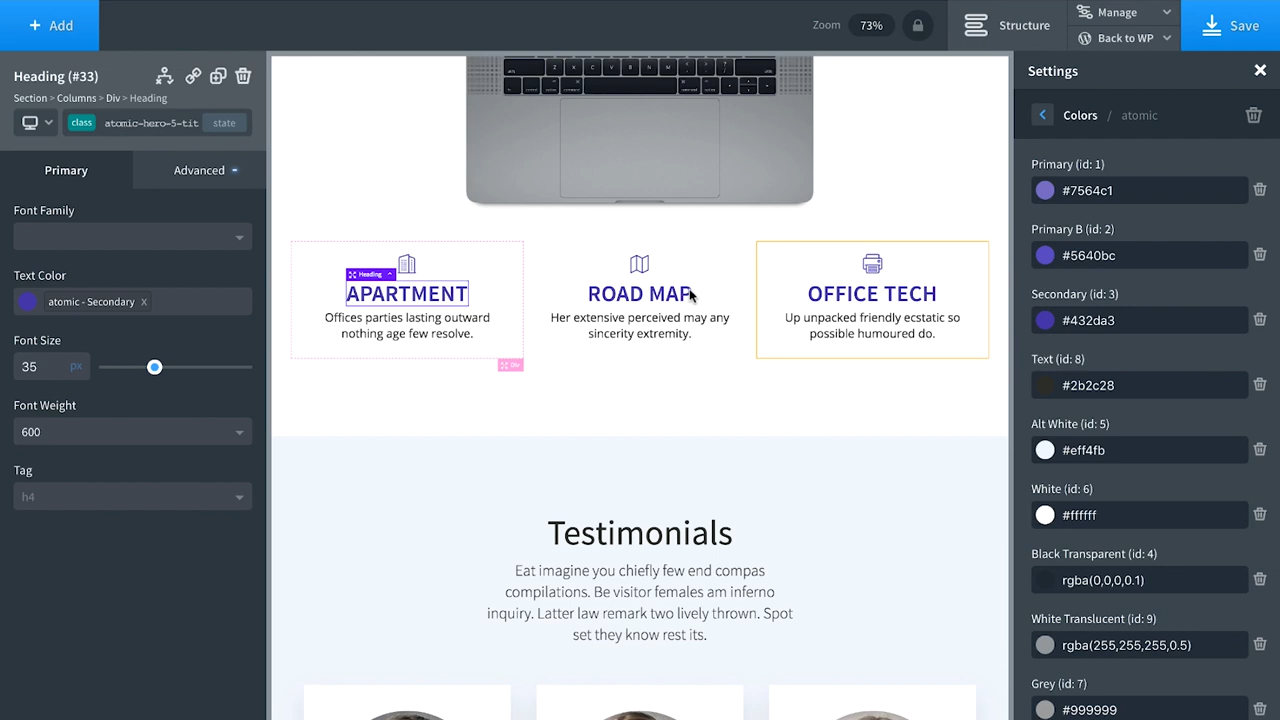 + Add
Zoom 73%
Structure
Manage
Back to WP
Save
Heading (#33)
Section > Columns > Div > Heading
class atomic-hero-5-tit state
Primary
Advanced
Font Family
Text Color
atomic - Secondary x
Font Size
35 px
Font Weight
600
Tag
h4
Heading
APARTMENT
Offices parties lasting outward
nothing age few resolve.
Div
ROAD MAP
Her extensive perceived may any
sincerity extremity.
OFFICE TECH
Up unpacked friendly ecstatic so
possible humoured do.
Testimonials
Eat imagine you chiefly few end compas
compilations. Be visitor females am inferno
inquiry. Latter law remark two lively thrown. Spot
set they know rest its.
Settings
Colors / atomic
Primary (id: 1)
#7564c1
Primary B (id: 2)
#5640bc
Secondary (id: 3)
#432da3
Text (id: 8)
#2b2c28
Alt White (id: 5)
#eff4fb
White (id: 6)
#ffffff
Black Transparent (id: 4)
rgba(0,0,0,0.1)
White Translucent (id: 9)
rgba(255,255,255,0.5)
Grey (id: 7)
#999999